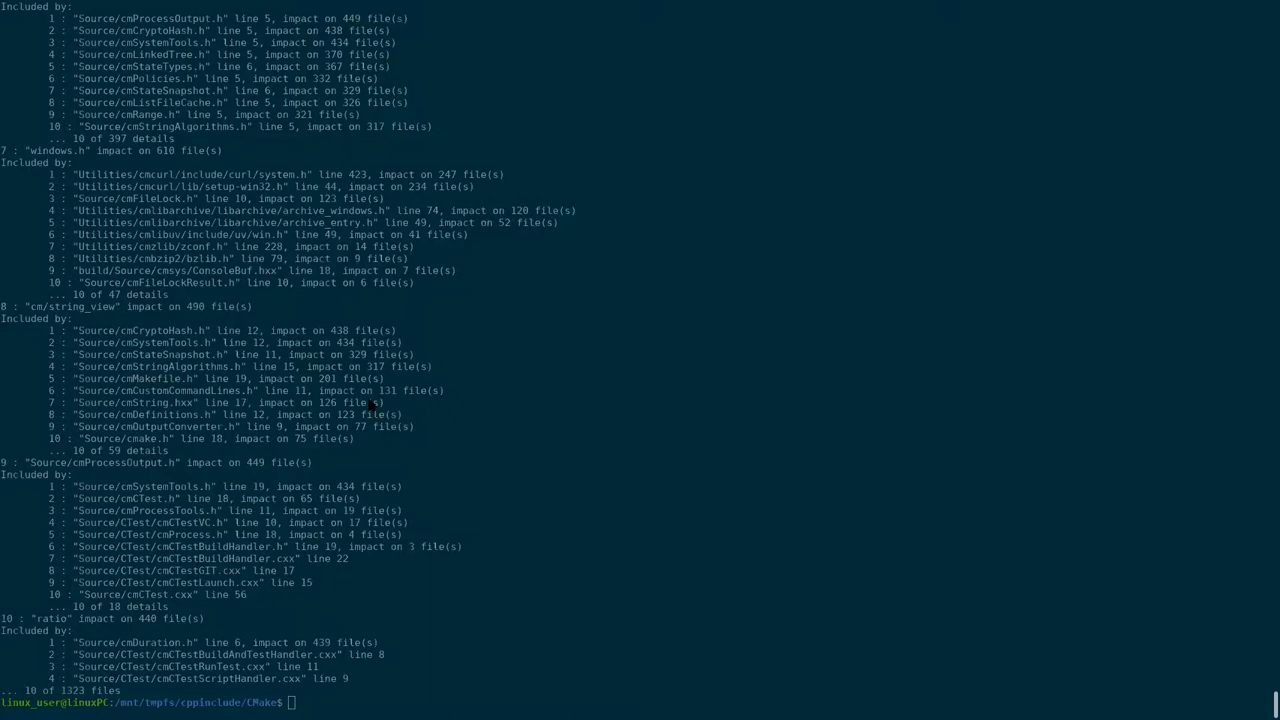 Included by:
1 : "Source/cmProcessOutput.h" line 5, impact on 449 file(s)
2 : "Source/cmCryptoHash.h" line 5, impact on 438 file(s)
3 : "Source/cmSystemTools.h" line 5, impact on 434 file(s)
4 : "Source/cmLinkedTree.h" line 5, impact on 370 file(s)
5 : "Source/cmStateTypes.h" line 6, impact on 367 file(s)
6 : "Source/cmPolicies.h" line 5, impact on 332 file(s)
7 : "Source/cmStateSnapshot.h" line 6, impact on 329 file(s)
8 : "Source/cmListFileCache.h" line 5, impact on 326 file(s)
9 : "Source/cmRange.h" line 5, impact on 321 file(s)
10 : "Source/cmStringAlgorithms.h" line 5, impact on 317 file(s)
... 10 of 397 details
7 : "windows.h" impact on 610 file(s)
Included by:
1 : "Utilities/cmcurl/include/curl/system.h" line 423, impact on 247 file(s)
2 : "Utilities/cmcurl/lib/setup-win32.h" line 44, impact on 234 file(s)
3 : "Source/cmFileLock.h" line 10, impact on 123 file(s)
4 : "Utilities/cmlibarchive/libarchive/archive_windows.h" line 74, impact on 120 file(s)
5 : "Utilities/cmlibarchive/libarchive/archive_entry.h" line 49, impact on 52 file(s)
6 : "Utilities/cmlibuv/include/uv/win.h" line 49, impact on 41 file(s)
7 : "Utilities/cmzlib/zconf.h" line 228, impact on 14 file(s)
8 : "Utilities/cmbzip2/bzlib.h" line 79, impact on 9 file(s)
9 : "build/Source/cmsys/ConsoleBuf.hxx" line 18, impact on 7 file(s)
10 : "Source/cmFileLockResult.h" line 10, impact on 6 file(s)
... 10 of 47 details
8 : "cm/string_view" impact on 490 file(s)
Included by:
1 : "Source/cmCryptoHash.h" line 12, impact on 438 file(s)
2 : "Source/cmSystemTools.h" line 12, impact on 434 file(s)
3 : "Source/cmStateSnapshot.h" line 11, impact on 329 file(s)
4 : "Source/cmStringAlgorithms.h" line 15, impact on 317 file(s)
5 : "Source/cmMakefile.h" line 19, impact on 201 file(s)
6 : "Source/cmCustomCommandLines.h" line 11, impact on 131 file(s)
7 : "Source/cmString.hxx" line 17, impact on 126 file(s)
8 : "Source/cmDefinitions.h" line 12, impact on 123 file(s)
9 : "Source/cmOutputConverter.h" line 9, impact on 77 file(s)
10 : "Source/cmake.h" line 18, impact on 75 file(s)
... 10 of 59 details
9 : "Source/cmProcessOutput.h" impact on 449 file(s)
Included by:
1 : "Source/cmSystemTools.h" line 19, impact on 434 file(s)
2 : "Source/cmCTest.h" line 18, impact on 65 file(s)
3 : "Source/cmProcessTools.h" line 11, impact on 19 file(s)
4 : "Source/CTest/cmCTestVC.h" line 10, impact on 17 file(s)
5 : "Source/CTest/cmProcess.h" line 18, impact on 4 file(s)
6 : "Source/CTest/cmCTestBuildHandler.h" line 19, impact on 3 file(s)
7 : "Source/CTest/cmCTestBuildHandler.cxx" line 22
8 : "Source/CTest/cmCTestGIT.cxx" line 17
9 : "Source/CTest/cmCTestLaunch.cxx" line 15
10 : "Source/cmCTest.cxx" line 56
... 10 of 18 details
10 : "ratio" impact on 440 file(s)
Included by:
1 : "Source/cmDuration.h" line 6, impact on 439 file(s)
2 : "Source/CTest/cmCTestBuildAndTestHandler.cxx" line 8
3 : "Source/CTest/cmCTestRunTest.cxx" line 11
4 : "Source/CTest/cmCTestScriptHandler.cxx" line 9
... 10 of 1323 files
linux_user@linuxPC:/mnt/tmpfs/cppinclude/CMake$